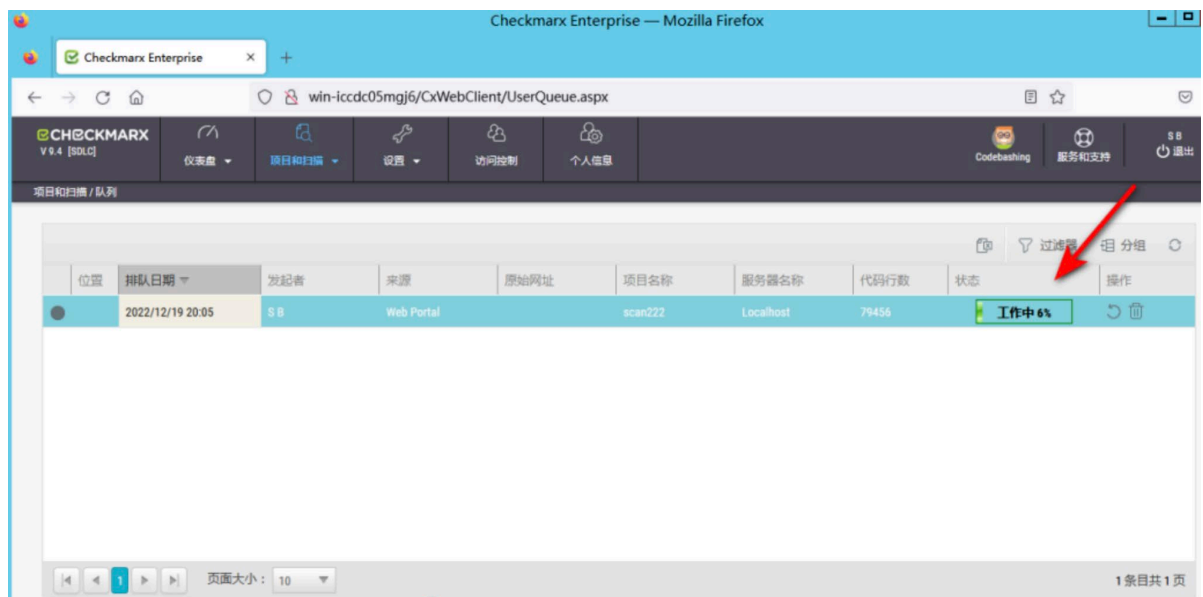 Checkmarx Enterprise — Mozilla Firefox
Checkmarx Enterprise
win-iccdc05mgj6/CxWebClient/UserQueue.aspx
CHECKMARX
V 9.4 [SDLC]
仪表盘
项目和扫描
设置
访问控制
个人信息
Codebashing
服务和支持
S B
退出
项目和扫描 / 队列
过滤器 分组
位置 排队日期 发起者 来源 原始网址 项目名称 服务器名称 代码行数 状态 操作
2022/12/19 20:05 S B Web Portal scan222 Localhost 79456 工作中 6%
1 页面大小： 10 1 条目共 1 页